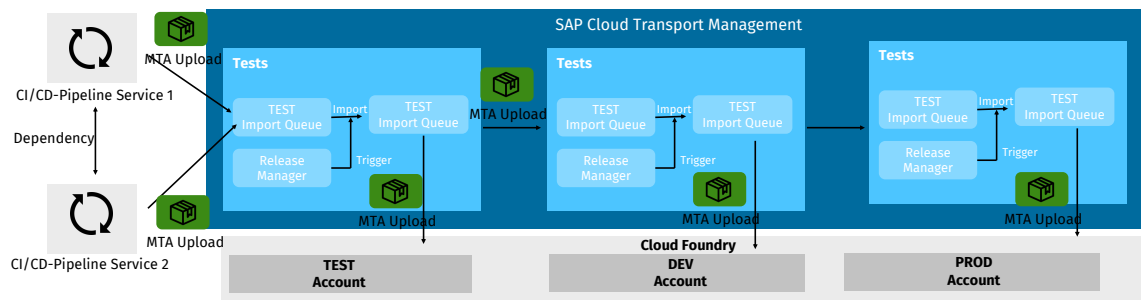 SAP Cloud Transport Management
MTA Upload
CI/CD-Pipeline Service 1
Dependency
MTA Upload
CI/CD-Pipeline Service 2
Tests
TEST
Import Queue
Import
TEST
Import Queue
Release
Manager
Trigger
MTA Upload
MTA Upload
Tests
TEST
Import Queue
Import
TEST
Import Queue
Release
Manager
Trigger
MTA Upload
Tests
TEST
Import Queue
Import
TEST
Import Queue
Release
Manager
Trigger
MTA Upload
Cloud Foundry
TEST
Account
DEV
Account
PROD
Account